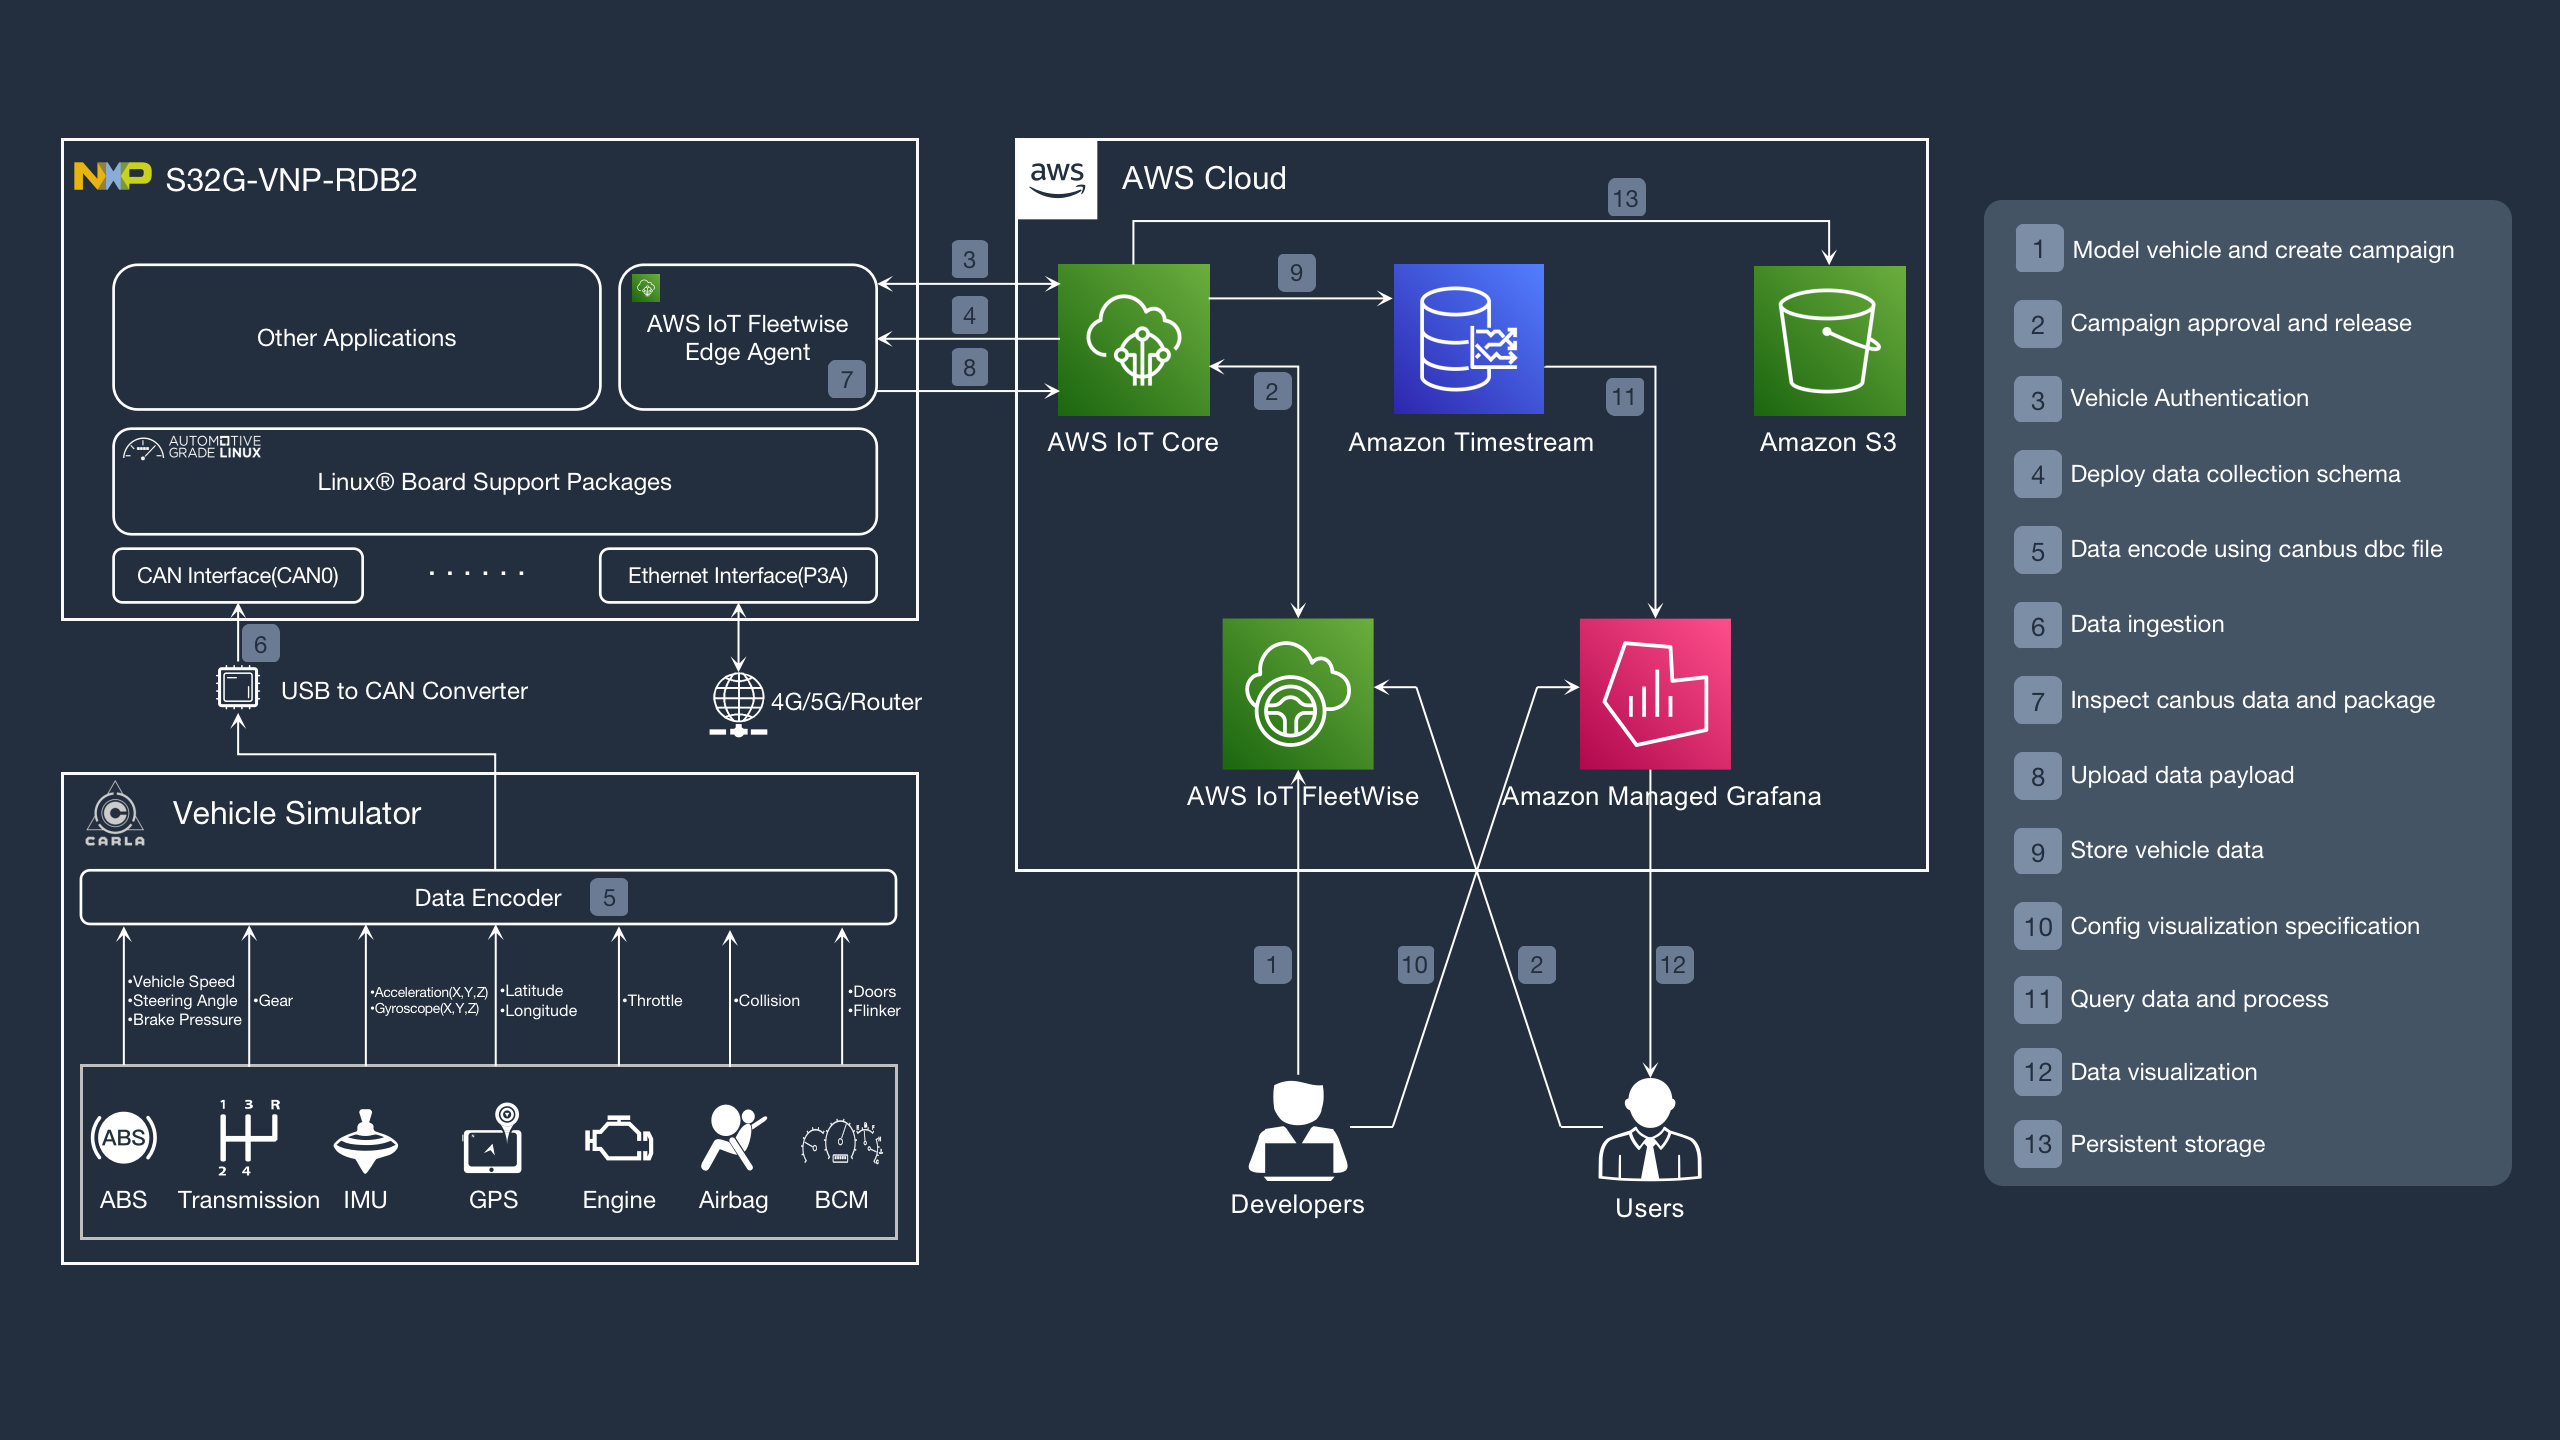 NXP S32G-VNP-RDB2
Other Applications
AWS IoT Fleetwise
Edge Agent
7
AUTOMOTIVE
GRADE LINUX
Linux® Board Support Packages
CAN Interface(CAN0)
. . . . . .
Ethernet Interface(P3A)
6
USB to CAN Converter
4G/5G/Router
CARLA
Vehicle Simulator
Data Encoder
5
•Vehicle Speed
•Steering Angle
•Brake Pressure
•Gear
•Acceleration(X,Y,Z)
•Gyroscope(X,Y,Z)
•Latitude
•Longitude
•Throttle
•Collision
•Doors
•Flinker
ABS
1 3 R
2 4
ABS
Transmission
IMU
GPS
Engine
Airbag
BCM
3
4
8
aws
AWS Cloud
13
9
2
11
AWS IoT Core
Amazon Timestream
Amazon S3
AWS IoT FleetWise
Amazon Managed Grafana
1
10
2
12
Developers
Users
1 Model vehicle and create campaign
2 Campaign approval and release
3 Vehicle Authentication
4 Deploy data collection schema
5 Data encode using canbus dbc file
6 Data ingestion
7 Inspect canbus data and package
8 Upload data payload
9 Store vehicle data
10 Config visualization specification
11 Query data and process
12 Data visualization
13 Persistent storage